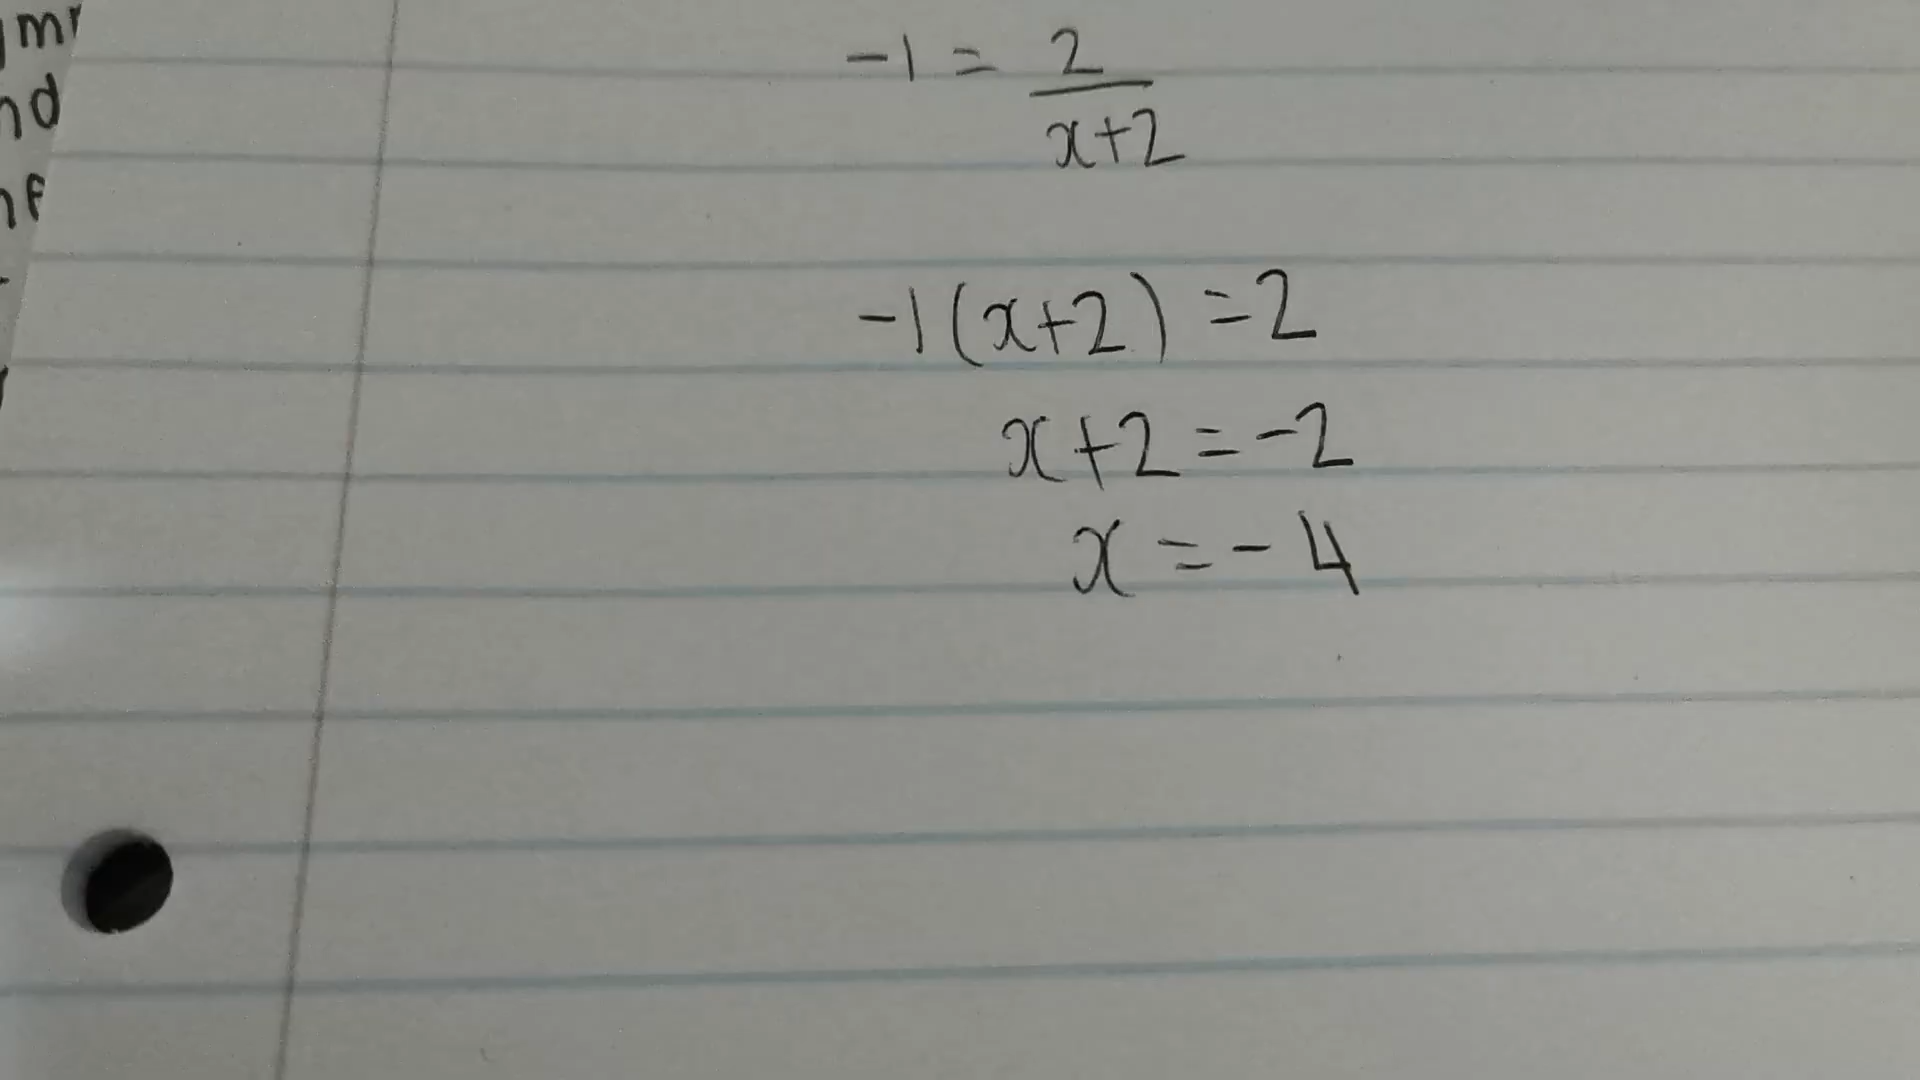 -1 = 2/(x+2)
-1(x+2) = 2
x+2 = -2
x = -4